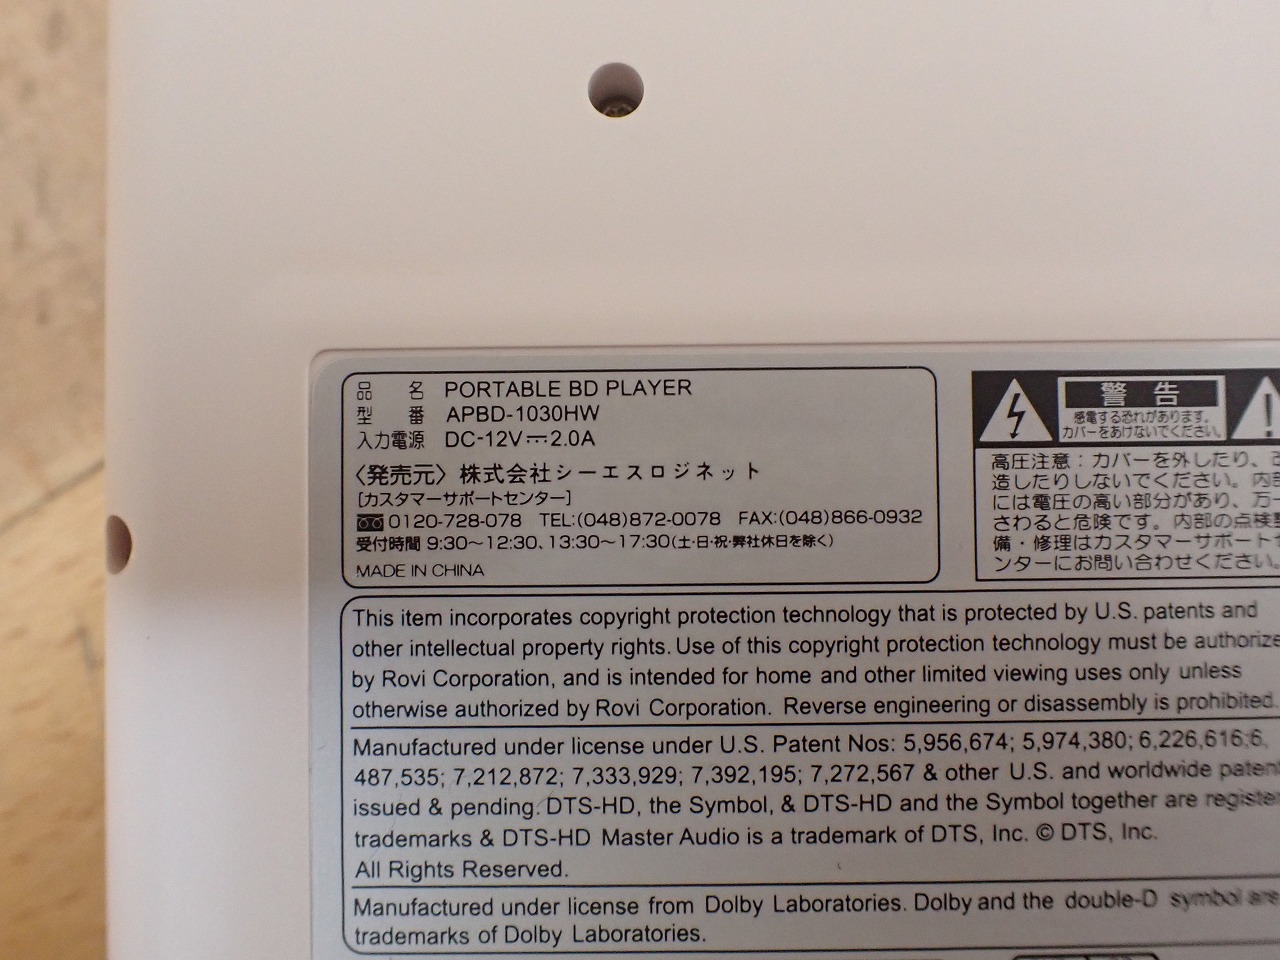 品 名 PORTABLE BD PLAYER
型 番 APBD-1030HW
入力電源 DC-12V⎓2.0A
〈発売元〉株式会社シーエスロジネット
[カスタマーサポートセンター]
0120-728-078 TEL:(048)872-0078 FAX:(048)866-0932
受付時間 9:30～12:30、13:30～17:30(土・日・祝・弊社休日を除く)
MADE IN CHINA
警 告
感電する恐れがあります。
カバーをあけないでください。
高圧注意：カバーを外したり、改
造したりしないでください。内部
には電圧の高い部分があり、万一
さわると危険です。内部の点検整
備・修理はカスタマーサポートセ
ンターにお問い合わせください。
This item incorporates copyright protection technology that is protected by U.S. patents and
other intellectual property rights. Use of this copyright protection technology must be authorize
by Rovi Corporation, and is intended for home and other limited viewing uses only unless
otherwise authorized by Rovi Corporation. Reverse engineering or disassembly is prohibited.
Manufactured under license under U.S. Patent Nos: 5,956,674; 5,974,380; 6,226,616;6,
487,535; 7,212,872; 7,333,929; 7,392,195; 7,272,567 & other U.S. and worldwide patent
issued & pending. DTS-HD, the Symbol, & DTS-HD and the Symbol together are register
trademarks & DTS-HD Master Audio is a trademark of DTS, Inc. © DTS, Inc.
All Rights Reserved.
Manufactured under license from Dolby Laboratories. Dolby and the double-D symbol are
trademarks of Dolby Laboratories.